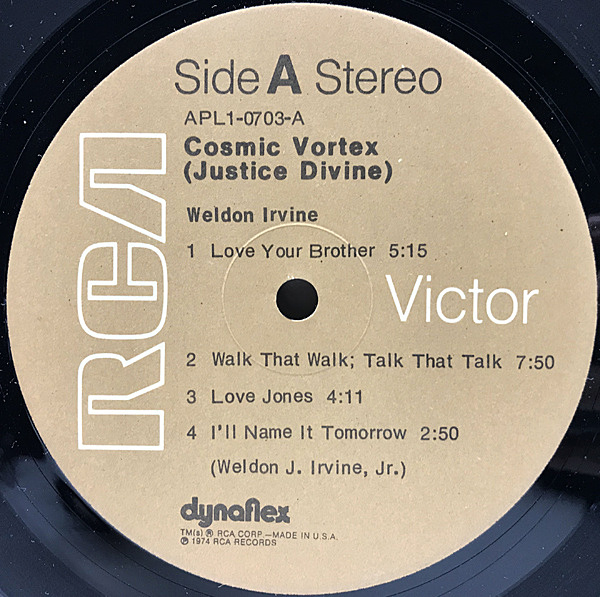 Side A Stereo
APL1-0703-A
Cosmic Vortex
(Justice Divine)
Weldon Irvine
1 Love Your Brother 5:15
RCA
Victor
2 Walk That Walk; Talk That Talk 7:50
3 Love Jones 4:11
4 I'll Name It Tomorrow 2:50
(Weldon J. Irvine, Jr.)
dynaflex
TM(s) ® RCA CORP.—MADE IN U.S.A.
℗ 1974 RCA RECORDS